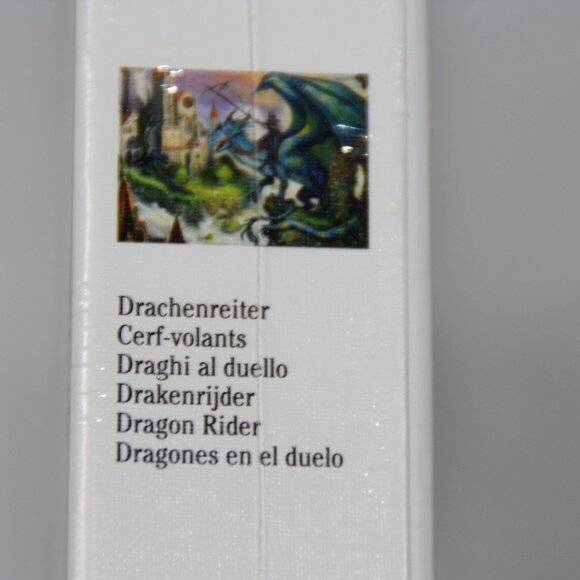 Drachenreiter
Cerf-volants
Draghi al duello
Drakenrijder
Dragon Rider
Dragones en el duelo